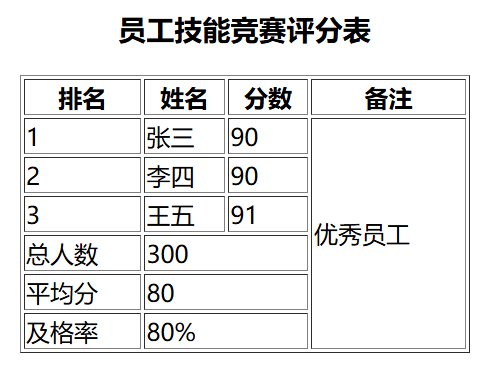 员工技能竞赛评分表
排名 姓名 分数 备注
1 张三 90
2 李四 90
3 王五 91
优秀员工
总人数 300
平均分 80
及格率 80%